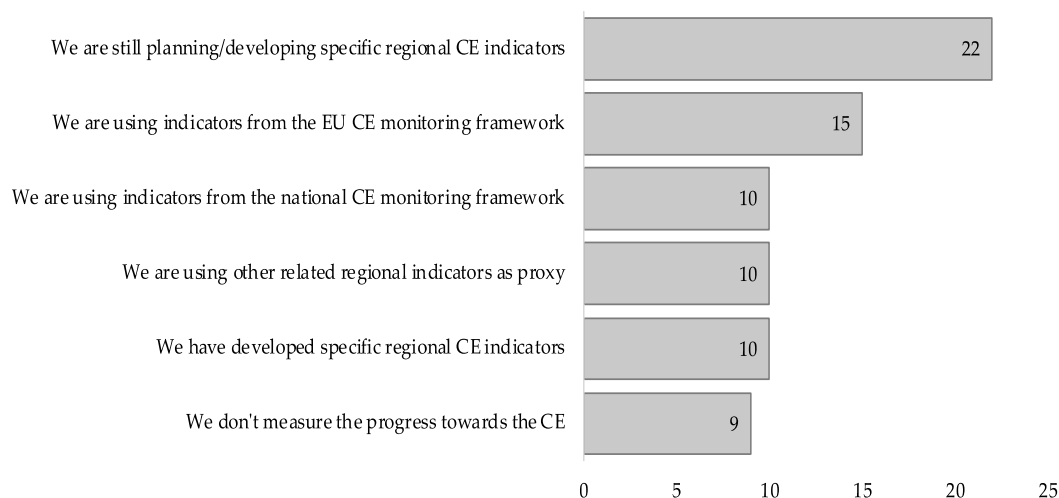 We are still planning/developing specific regional CE indicators
22
We are using indicators from the EU CE monitoring framework
15
We are using indicators from the national CE monitoring framework
10
We are using other related regional indicators as proxy
10
We have developed specific regional CE indicators
10
We don't measure the progress towards the CE
9
0 5 10 15 20 25